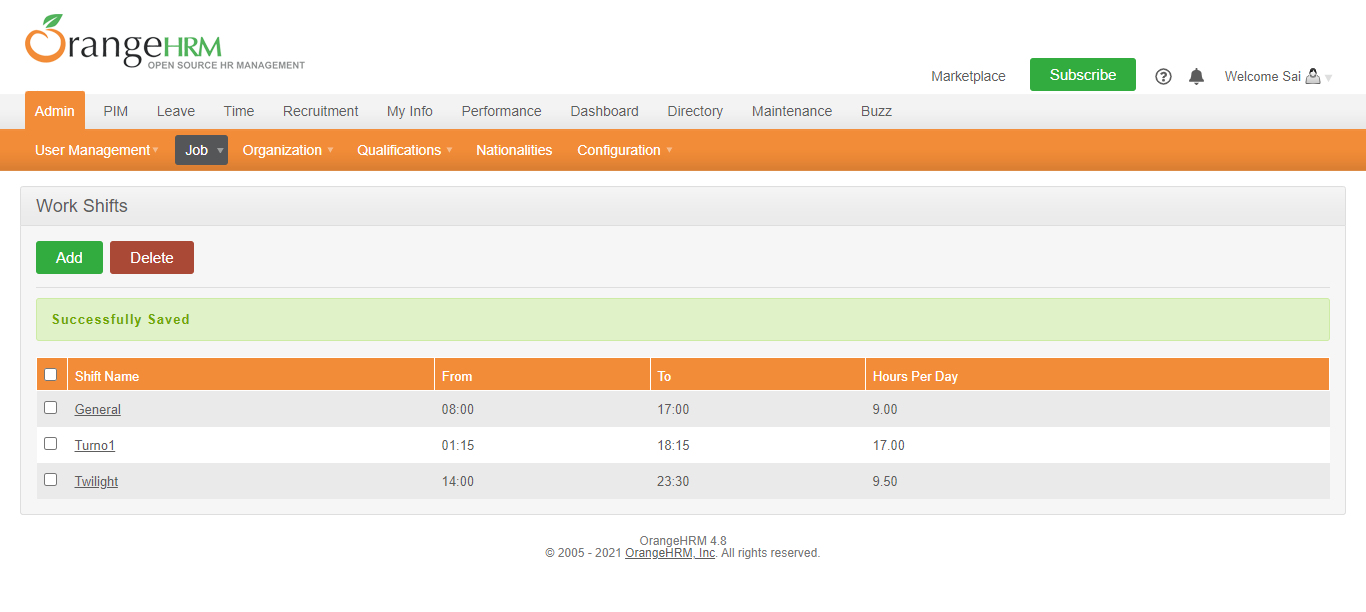 OrangeHRM
OPEN SOURCE HR MANAGEMENT
Marketplace Subscribe Welcome Sai
Admin PIM Leave Time Recruitment My Info Performance Dashboard Directory Maintenance Buzz
User Management Job Organization Qualifications Nationalities Configuration
Work Shifts
Add Delete
Successfully Saved
Shift Name From To Hours Per Day
General 08:00 17:00 9.00
Turno1 01:15 18:15 17.00
Twilight 14:00 23:30 9.50
OrangeHRM 4.8
© 2005 - 2021 OrangeHRM, Inc. All rights reserved.